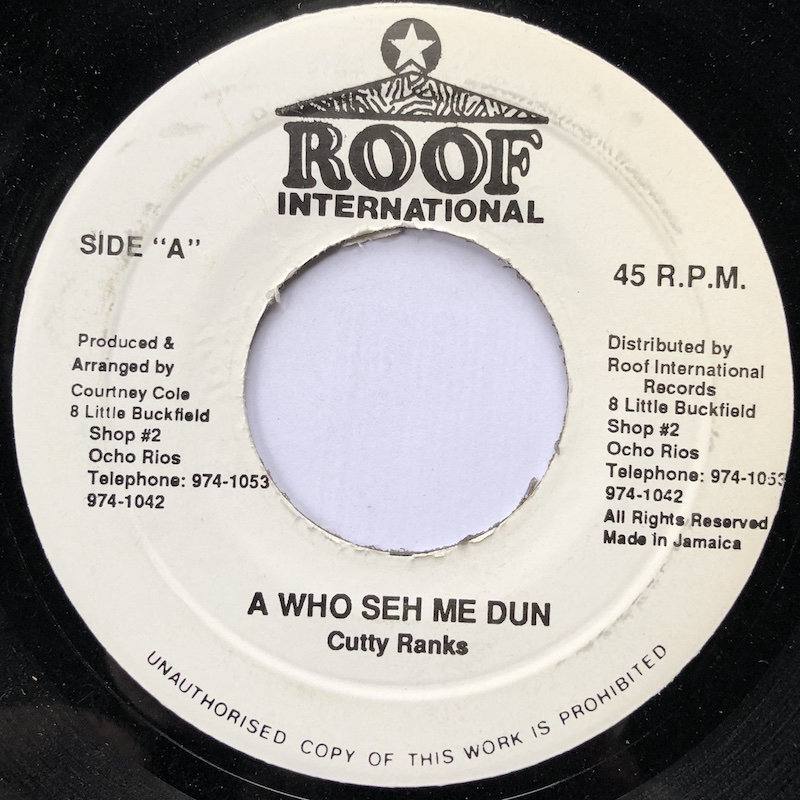 ROOF
INTERNATIONAL
SIDE "A"
45 R.P.M.
Produced &
Arranged by
Courtney Cole
8 Little Buckfield
Shop #2
Ocho Rios
Telephone: 974-1053
974-1042
Distributed by
Roof International
Records
8 Little Buckfield
Shop #2
Ocho Rios
Telephone: 974-1053
974-1042
All Rights Reserved
Made in Jamaica
A WHO SEH ME DUN
Cutty Ranks
UNAUTHORISED COPY OF THIS WORK IS PROHIBITED